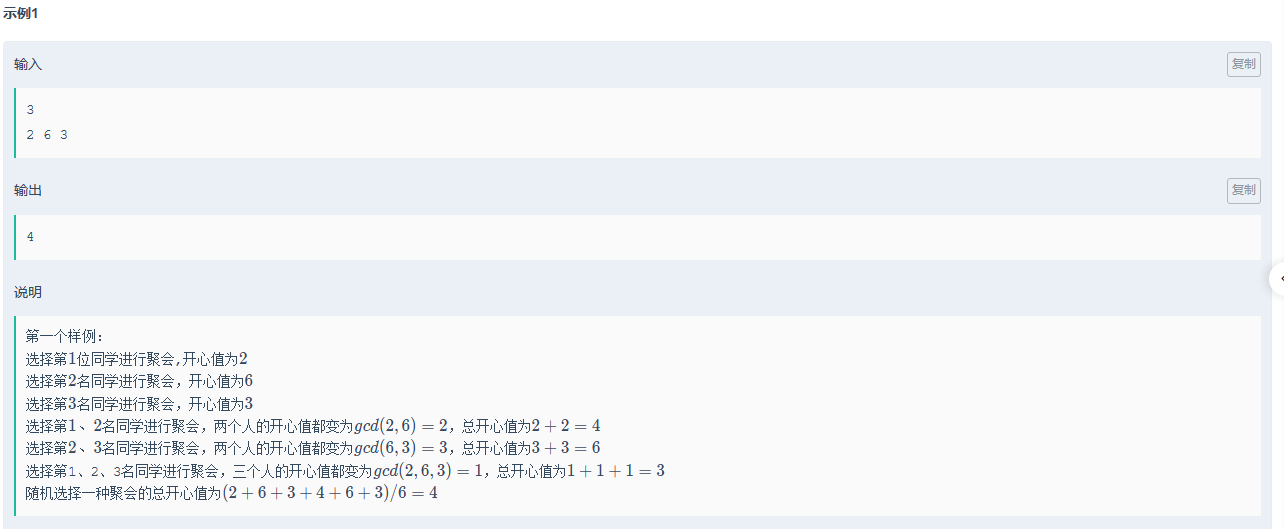 示例1
输入
复制
3
2 6 3
输出
复制
4
说明
第一个样例：
选择第1位同学进行聚会,开心值为2
选择第2名同学进行聚会，开心值为6
选择第3名同学进行聚会，开心值为3
选择第1、2名同学进行聚会，两个人的开心值都变为gcd(2,6)=2，总开心值为2+2=4
选择第2、3名同学进行聚会，两个人的开心值都变为gcd(6,3)=3，总开心值为3+3=6
选择第1、2、3名同学进行聚会，三个人的开心值都变为gcd(2,6,3)=1，总开心值为1+1+1=3
随机选择一种聚会的总开心值为(2+6+3+4+6+3)/6=4